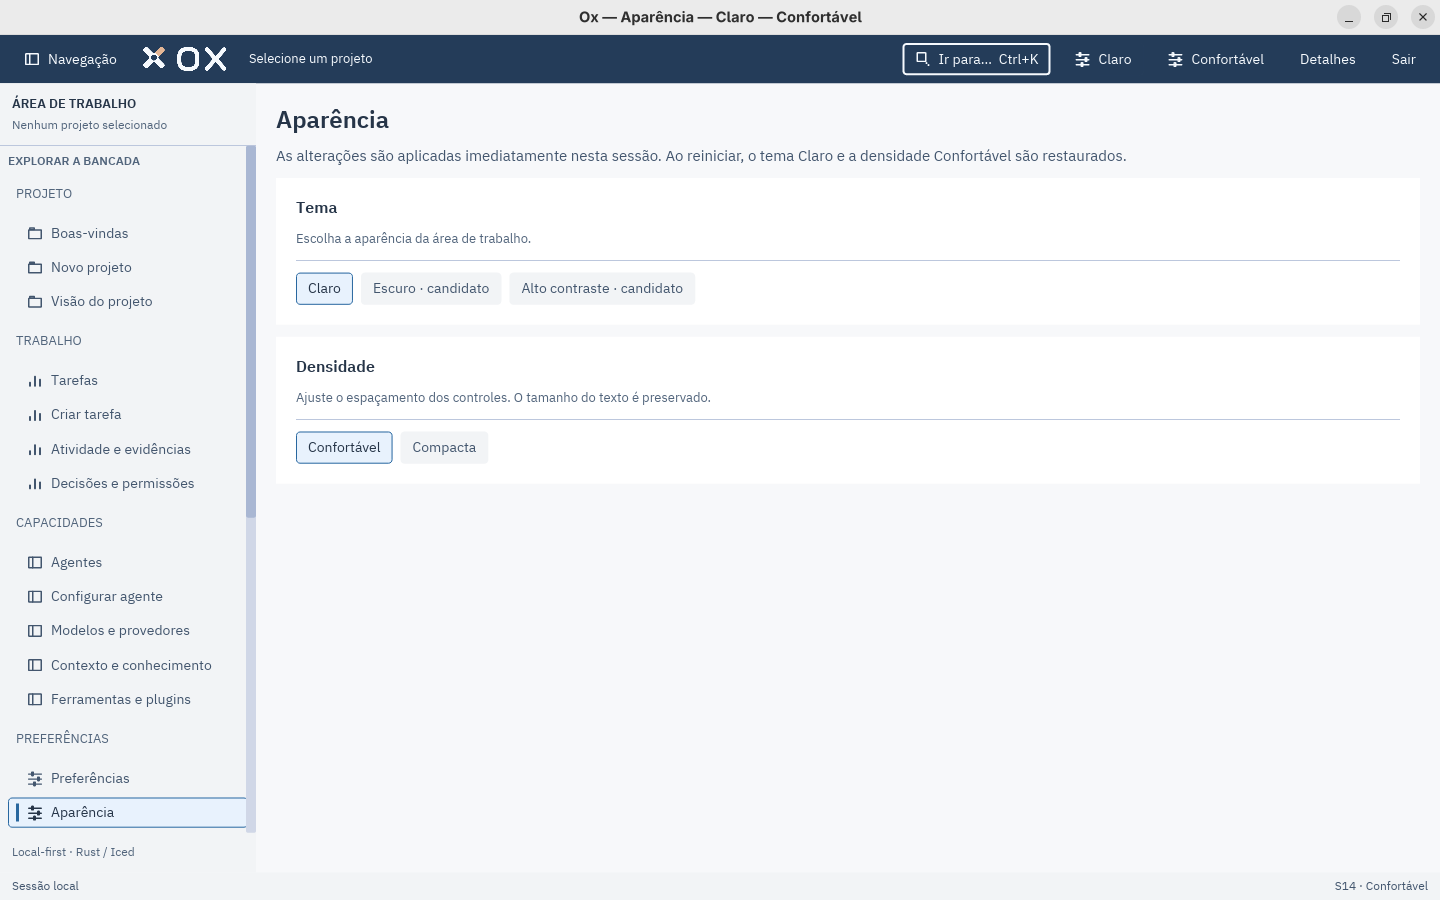 Ox — Aparência — Claro — Confortável
Navegação
OX
Selecione um projeto
Ir para... Ctrl+K
Claro
Confortável
Detalhes
Sair
ÁREA DE TRABALHO
Nenhum projeto selecionado
EXPLORAR A BANCADA
PROJETO
Boas-vindas
Novo projeto
Visão do projeto
TRABALHO
Tarefas
Criar tarefa
Atividade e evidências
Decisões e permissões
CAPACIDADES
Agentes
Configurar agente
Modelos e provedores
Contexto e conhecimento
Ferramentas e plugins
PREFERÊNCIAS
Preferências
Aparência
Local-first · Rust / Iced
Aparência
As alterações são aplicadas imediatamente nesta sessão. Ao reiniciar, o tema Claro e a densidade Confortável são restaurados.
Tema
Escolha a aparência da área de trabalho.
Claro
Escuro · candidato
Alto contraste · candidato
Densidade
Ajuste o espaçamento dos controles. O tamanho do texto é preservado.
Confortável
Compacta
Sessão local
S14 · Confortável